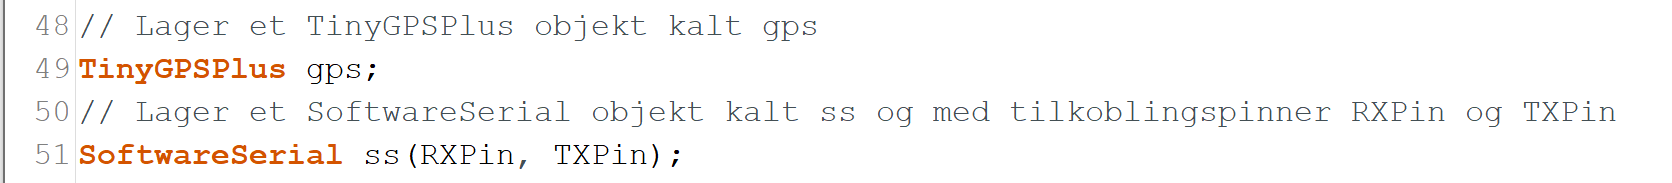 48 // Lager et TinyGPSPlus objekt kalt gps
49 TinyGPSPlus gps;
50 // Lager et SoftwareSerial objekt kalt ss og med tilkoblingspinner RXPin og TXPin
51 SoftwareSerial ss(RXPin, TXPin);